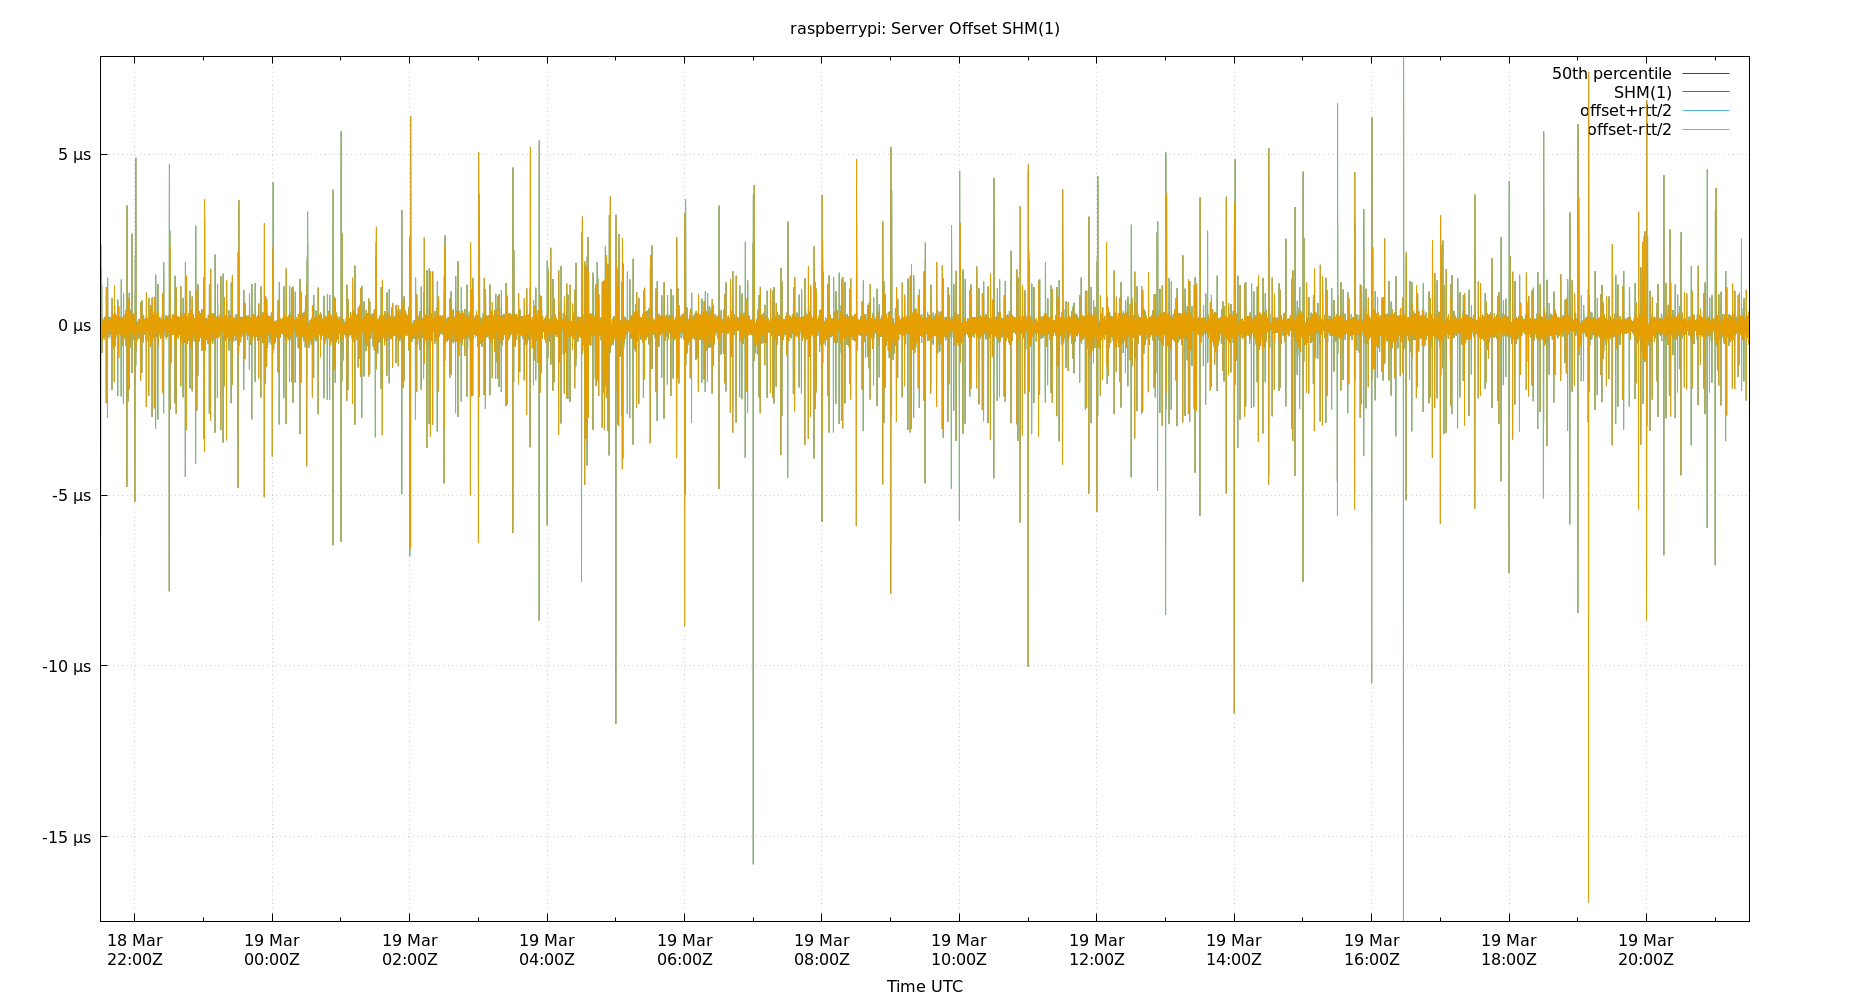 raspberrypi: Server Offset SHM(1)
50th percentile
SHM(1)
offset+rtt/2
offset-rtt/2
5 µs
0 µs
-5 µs
-10 µs
-15 µs
18 Mar 19 Mar 19 Mar 19 Mar 19 Mar 19 Mar 19 Mar 19 Mar 19 Mar 19 Mar 19 Mar 19 Mar
22:00Z 00:00Z 02:00Z 04:00Z 06:00Z 08:00Z 10:00Z 12:00Z 14:00Z 16:00Z 18:00Z 20:00Z
Time UTC